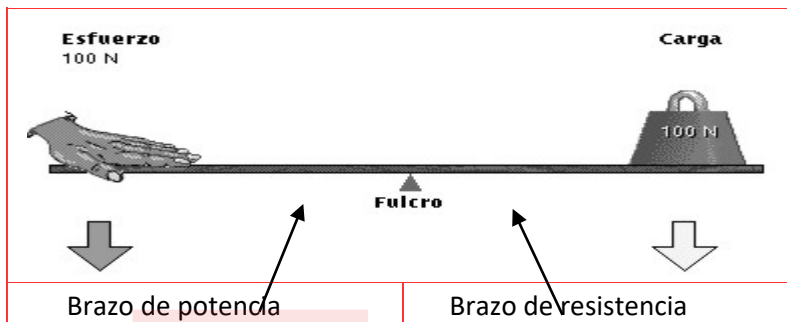 Esfuerzo
100 N
Carga
100 N
Fulcro
Brazo de potencia
Brazo de resistencia